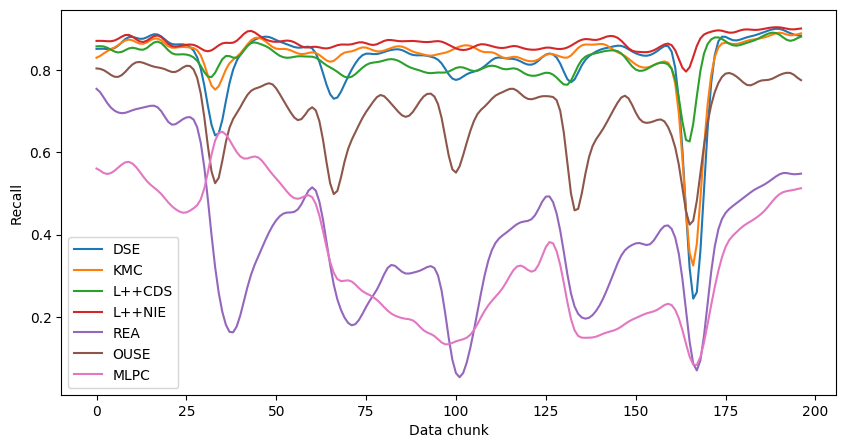 0.8
0.6
0.4
0.2
Recall
DSE
KMC
L++CDS
L++NIE
REA
OUSE
MLPC
0 25 50 75 100 125 150 175 200
Data chunk